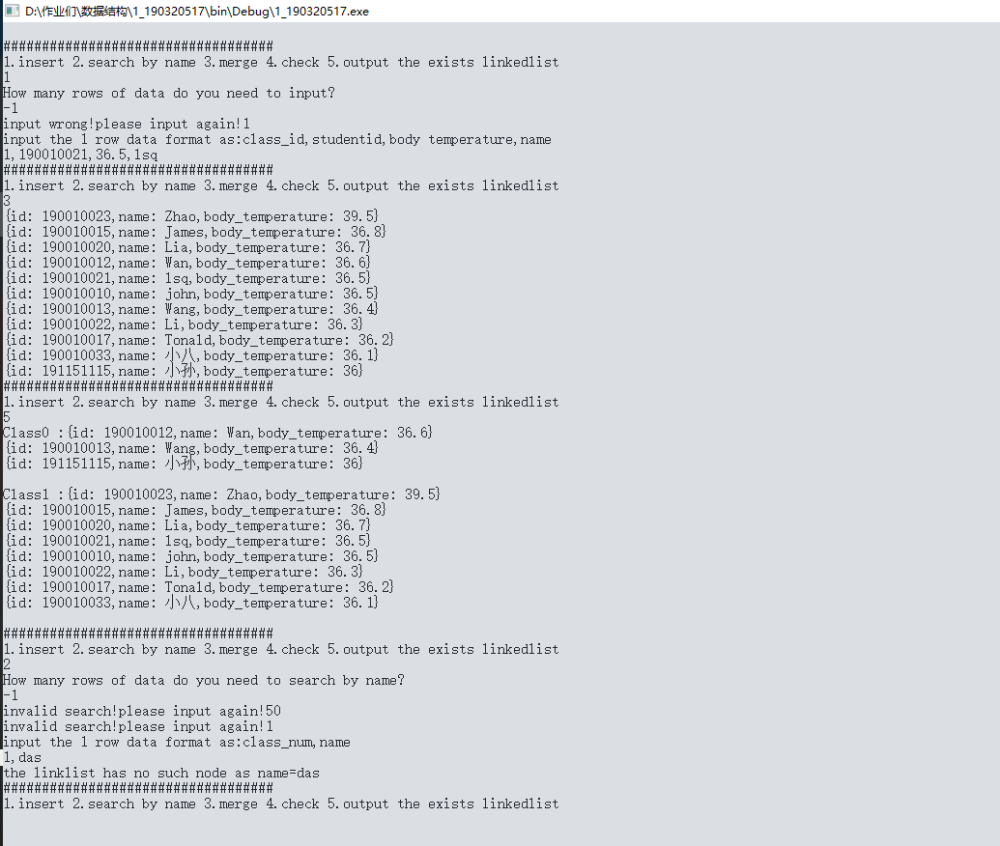 D:\作业们\数据结构\1_190320517\bin\Debug\1_190320517.exe
###################################
1.insert 2.search by name 3.merge 4.check 5.output the exists linkedlist
1
How many rows of data do you need to input?
-1
input wrong!please input again!1
input the 1 row data format as:class_id,studentid,body temperature,name
1,190010021,36.5,lsq
###################################
1.insert 2.search by name 3.merge 4.check 5.output the exists linkedlist
3
{id: 190010023,name: Zhao,body_temperature: 39.5}
{id: 190010015,name: James,body_temperature: 36.8}
{id: 190010020,name: Lia,body_temperature: 36.7}
{id: 190010012,name: Wan,body_temperature: 36.6}
{id: 190010021,name: lsq,body_temperature: 36.5}
{id: 190010010,name: john,body_temperature: 36.5}
{id: 190010013,name: Wang,body_temperature: 36.4}
{id: 190010022,name: Li,body_temperature: 36.3}
{id: 190010017,name: Tonald,body_temperature: 36.2}
{id: 190010033,name: 小八,body_temperature: 36.1}
{id: 191151115,name: 小孙,body_temperature: 36}
###################################
1.insert 2.search by name 3.merge 4.check 5.output the exists linkedlist
5
Class0 :{id: 190010012,name: Wan,body_temperature: 36.6}
{id: 190010013,name: Wang,body_temperature: 36.4}
{id: 191151115,name: 小孙,body_temperature: 36}
Class1 :{id: 190010023,name: Zhao,body_temperature: 39.5}
{id: 190010015,name: James,body_temperature: 36.8}
{id: 190010020,name: Lia,body_temperature: 36.7}
{id: 190010021,name: lsq,body_temperature: 36.5}
{id: 190010010,name: john,body_temperature: 36.5}
{id: 190010022,name: Li,body_temperature: 36.3}
{id: 190010017,name: Tonald,body_temperature: 36.2}
{id: 190010033,name: 小八,body_temperature: 36.1}
###################################
1.insert 2.search by name 3.merge 4.check 5.output the exists linkedlist
2
How many rows of data do you need to search by name?
-1
invalid search!please input again!50
invalid search!please input again!1
input the 1 row data format as:class_num,name
1,das
the linklist has no such node as name=das
###################################
1.insert 2.search by name 3.merge 4.check 5.output the exists linkedlist